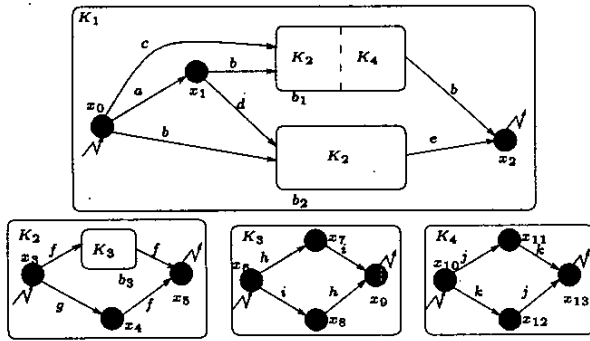 K1
c
K2 K4
b
b
a
x1
b1
x0
d
b
K2
e
x2
b2
K2
x3
f
K3
f
b3
x5
g
f
x4
K3
x7
x6
h
i
x9
i
h
x8
K4
x11
x10
j
k
x13
k
j
x12